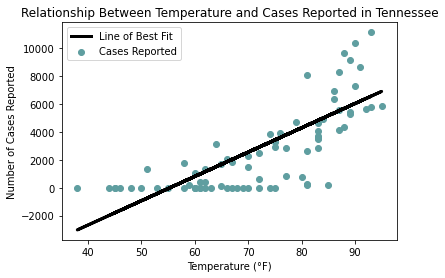 Relationship Between Temperature and Cases Reported in Tennessee
Line of Best Fit
Cases Reported
10000
8000
6000
4000
2000
0
−2000
Number of Cases Reported
40 50 60 70 80 90
Temperature (°F)